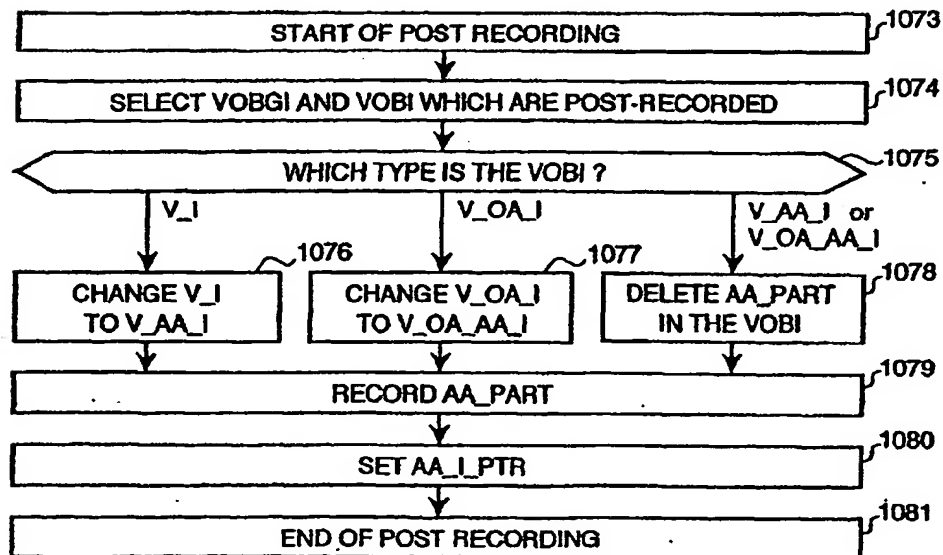 START OF POST RECORDING
1073
SELECT VOBGI AND VOBI WHICH ARE POST-RECORDED
1074
WHICH TYPE IS THE VOBI ?
1075
V_I
V_OA_I
V_AA_I or
V_OA_AA_I
1076
CHANGE V_I
TO V_AA_I
1077
CHANGE V_OA_I
TO V_OA_AA_I
1078
DELETE AA_PART
IN THE VOBI
RECORD AA_PART
1079
SET AA_I_PTR
1080
END OF POST RECORDING
1081